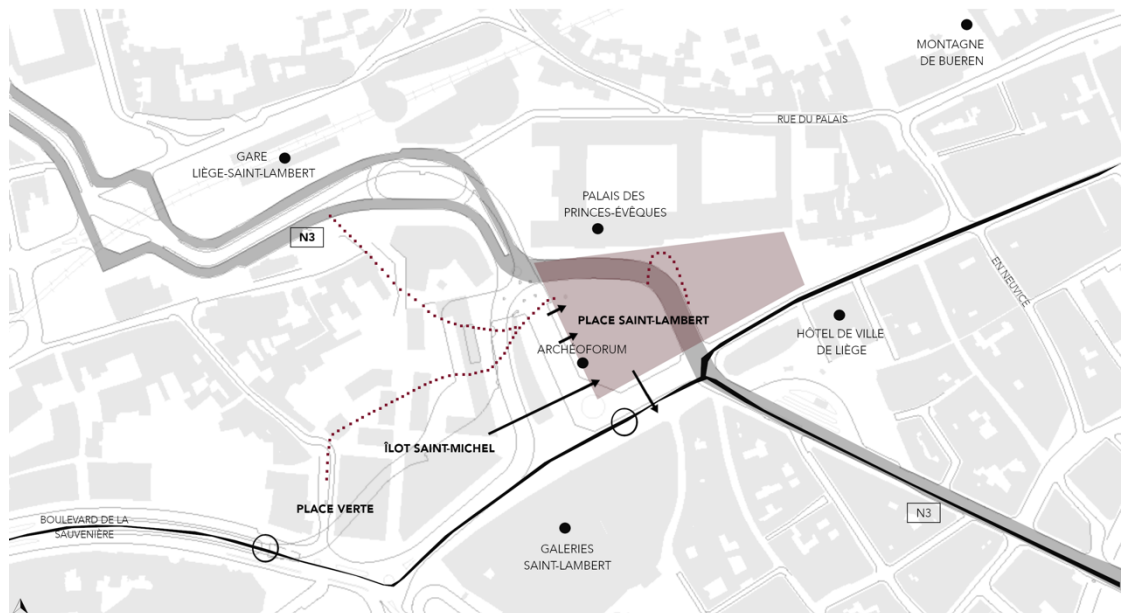 MONTAGNE
DE BUEREN
RUE DU PALAIS
GARE
LIÈGE-SAINT-LAMBERT
PALAIS DES
PRINCES-ÉVÊQUES
N3
EN NEUVICE
PLACE SAINT-LAMBERT
HÔTEL DE VILLE
DE LIÈGE
ARCHÉOFORUM
ÎLOT SAINT-MICHEL
PLACE VERTE
BOULEVARD DE LA
SAUVENIÈRE
N3
GALERIES
SAINT-LAMBERT